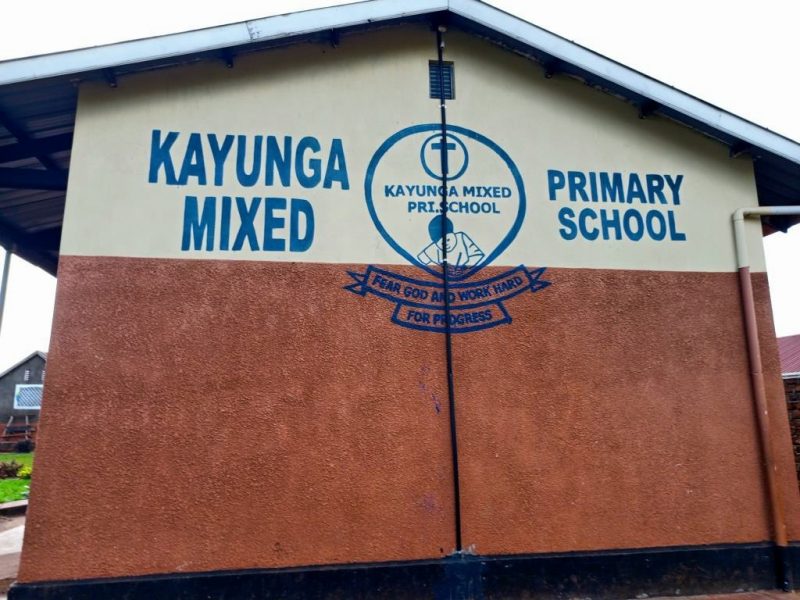 KAYUNGA
MIXED
KAYUNGA MIXED
PRI.SCHOOL
FEAR GOD AND WORK HARD
FOR PROGRESS
PRIMARY
SCHOOL